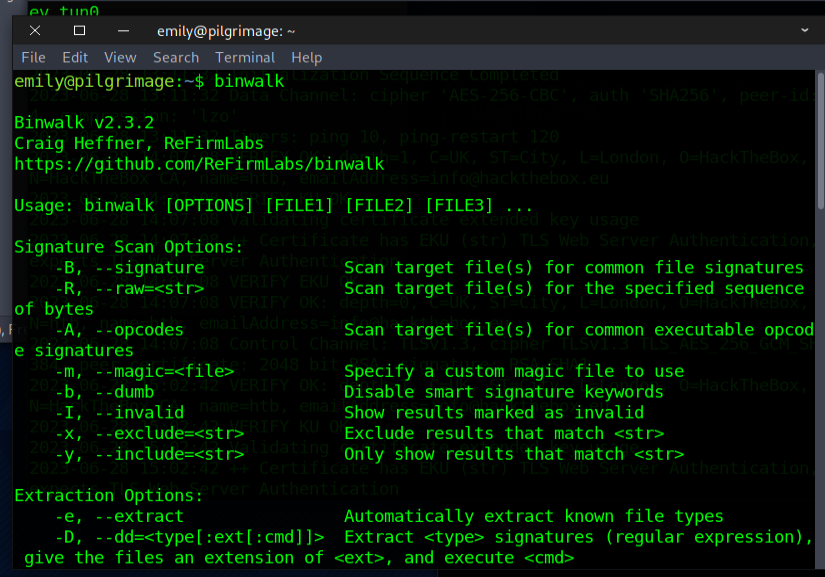 ev tun0
emily@pilgrimage: ~
File Edit View Search Terminal Help
emily@pilgrimage:~$ binwalk
Binwalk v2.3.2
Craig Heffner, ReFirmLabs
https://github.com/ReFirmLabs/binwalk
Usage: binwalk [OPTIONS] [FILE1] [FILE2] [FILE3] ...
Signature Scan Options:
-B, --signature Scan target file(s) for common file signatures
-R, --raw=<str> Scan target file(s) for the specified sequence
of bytes
-A, --opcodes Scan target file(s) for common executable opcod
e signatures
-m, --magic=<file> Specify a custom magic file to use
-b, --dumb Disable smart signature keywords
-I, --invalid Show results marked as invalid
-x, --exclude=<str> Exclude results that match <str>
-y, --include=<str> Only show results that match <str>
Extraction Options:
-e, --extract Automatically extract known file types
-D, --dd=<type[:ext[:cmd]]> Extract <type> signatures (regular expression),
give the files an extension of <ext>, and execute <cmd>